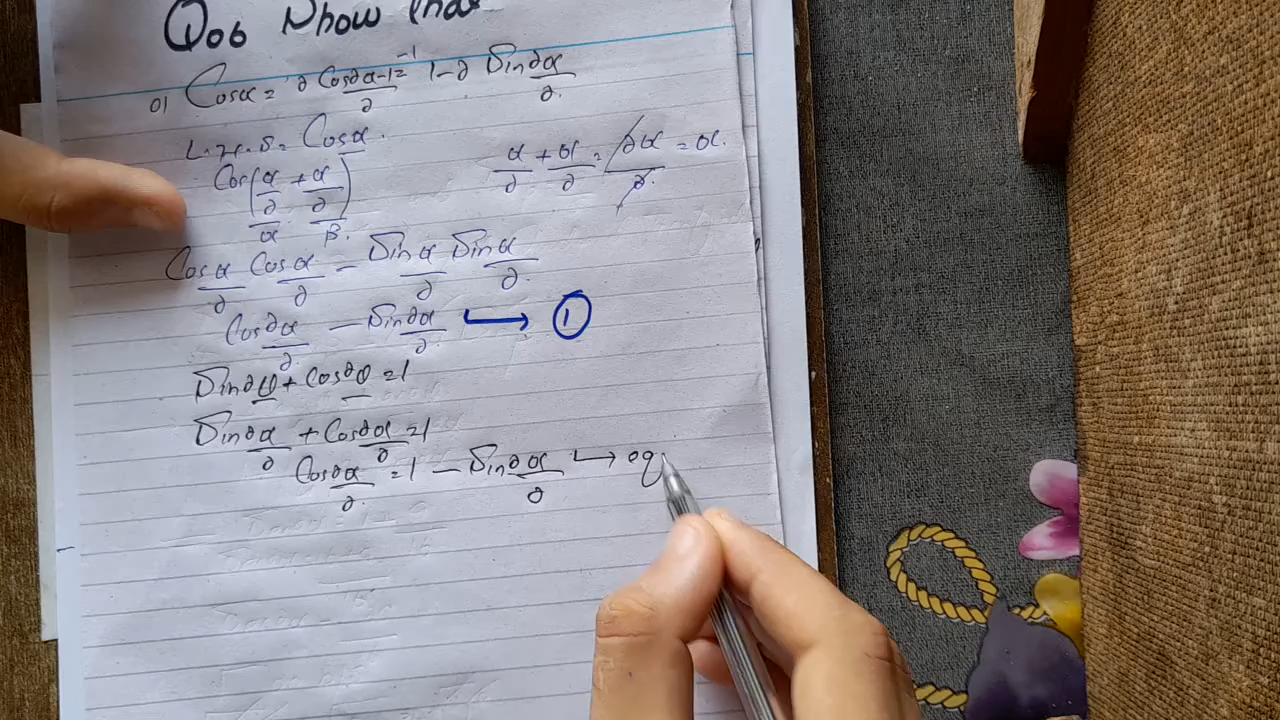 Q06 Show that
01 Cosα = 2 Cos2α/2 -1 = 1-2 Sin2α/2
L.H.S = Cosα.
α/2 + α/2 = 2α/2 = α.
Cos(α/2 + α/2)
α β.
Cosα/2 Cosα/2 - Sinα/2 Sinα/2
Cos2α/2 - Sin2α/2 → 1
Sin2θ + Cos2θ = 1
Sin2α/2 + Cos2α/2 = 1
Cos2α/2 = 1 - Sin2α/2 → eq